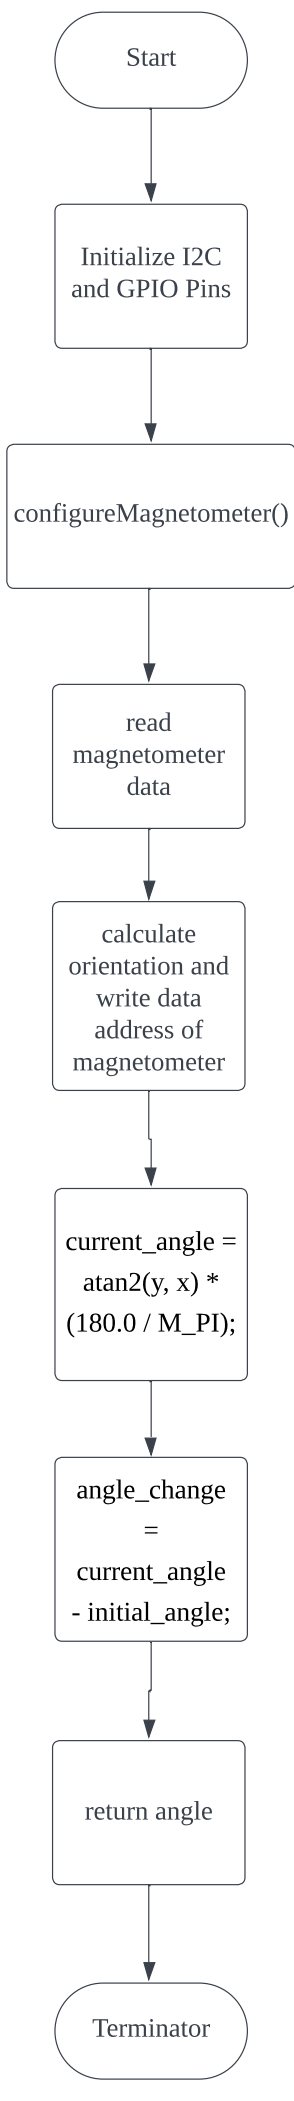 Start
Initialize I2C
and GPIO Pins
configureMagnetometer()
read
magnetometer
data
calculate
orientation and
write data
address of
magnetometer
current_angle =
atan2(y, x) *
(180.0 / M_PI);
angle_change
=
current_angle
- initial_angle;
return angle
Terminator